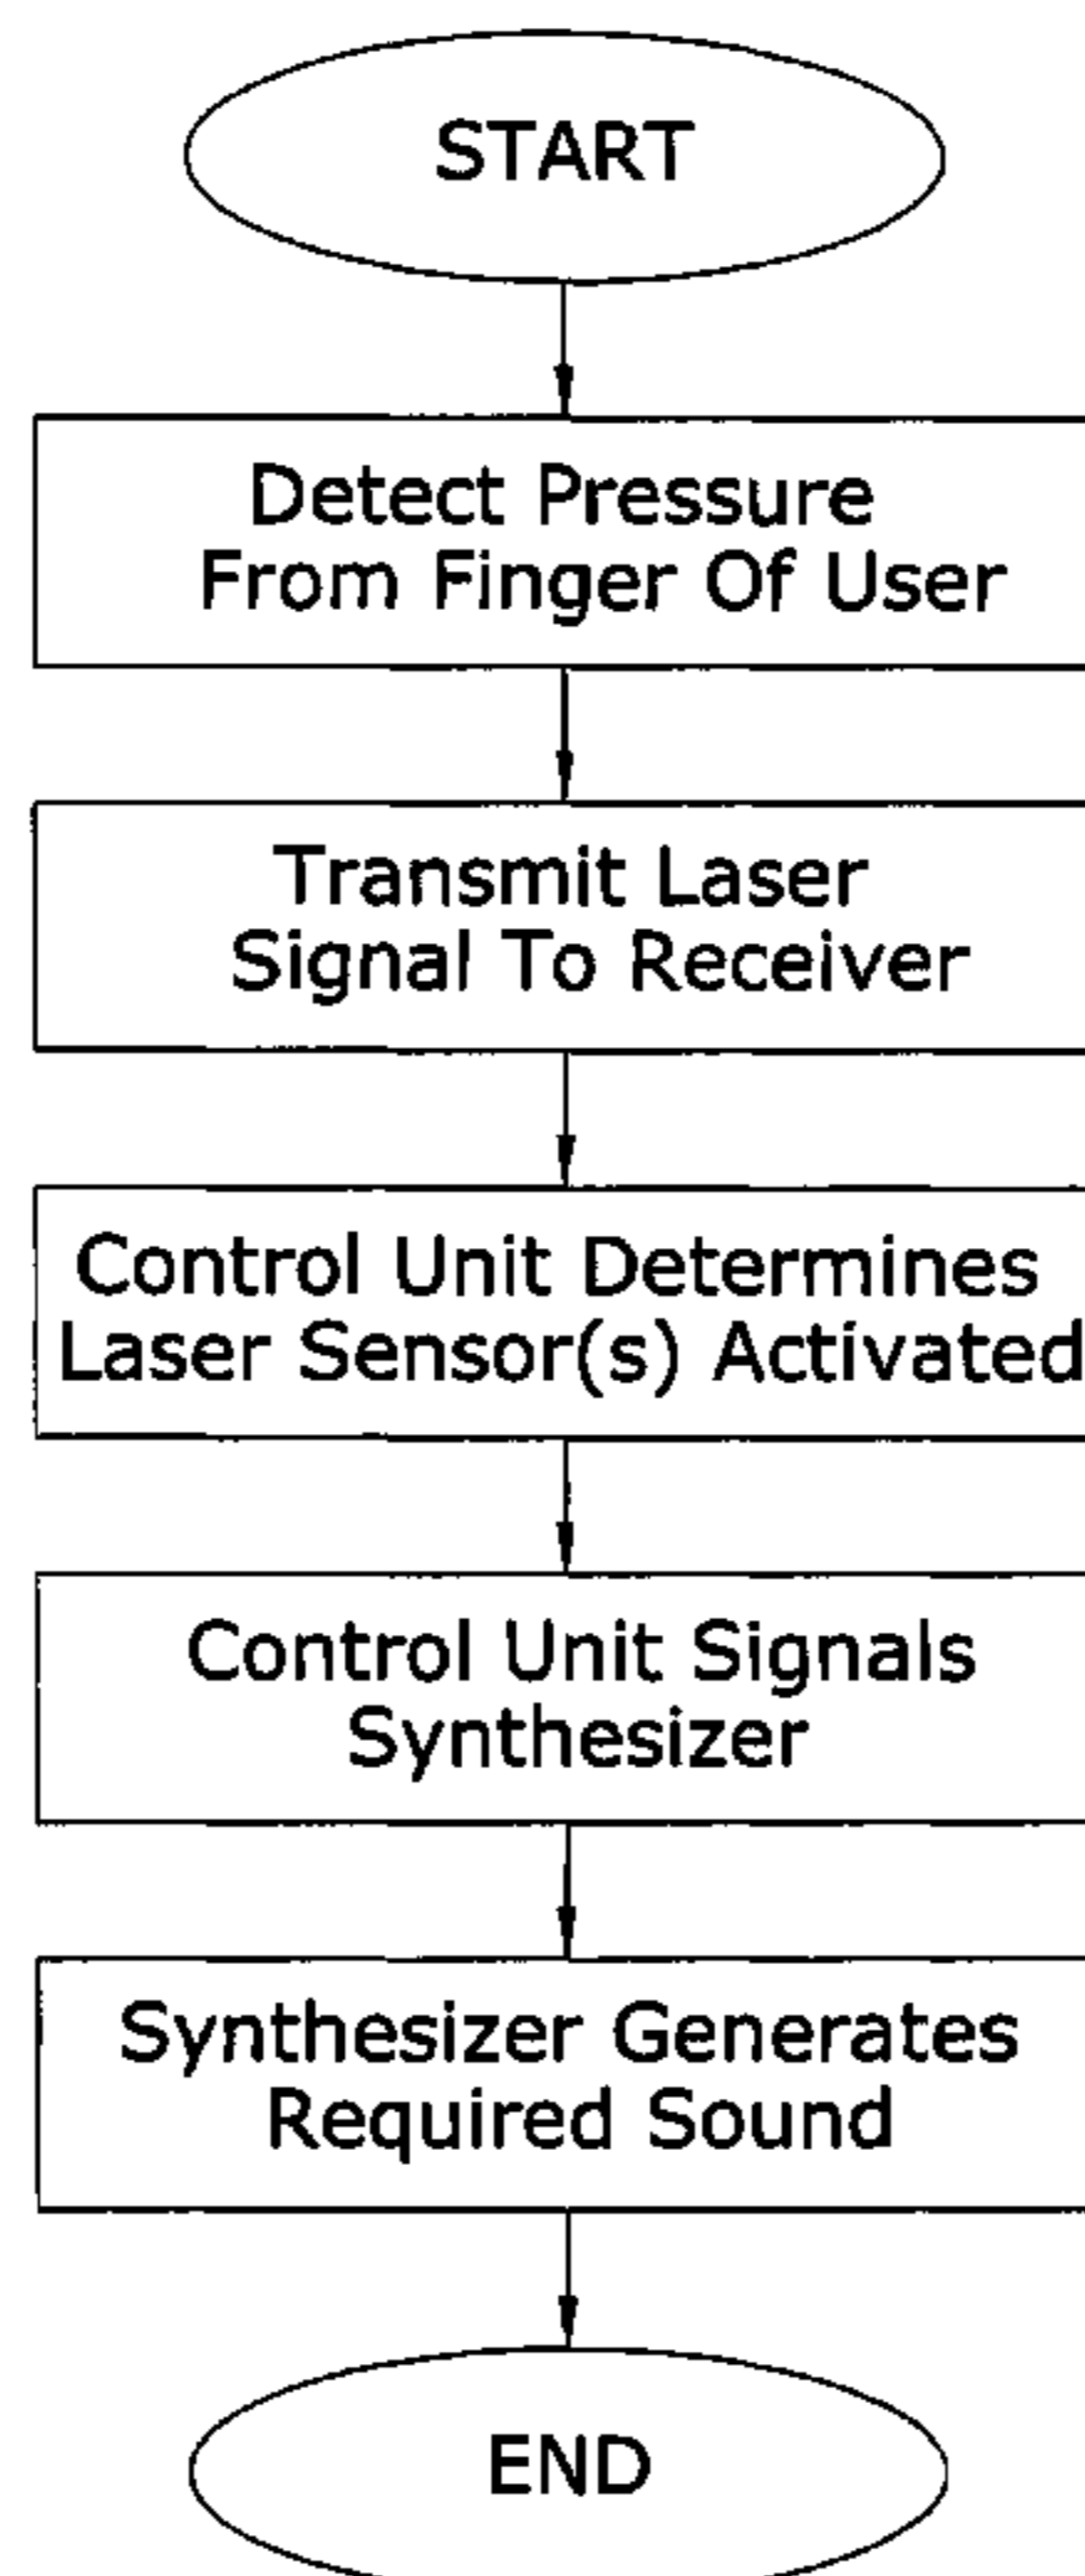 START
Detect Pressure
From Finger Of User
Transmit Laser
Signal To Receiver
Control Unit Determines
Laser Sensor(s) Activated
Control Unit Signals
Synthesizer
Synthesizer Generates
Required Sound
END